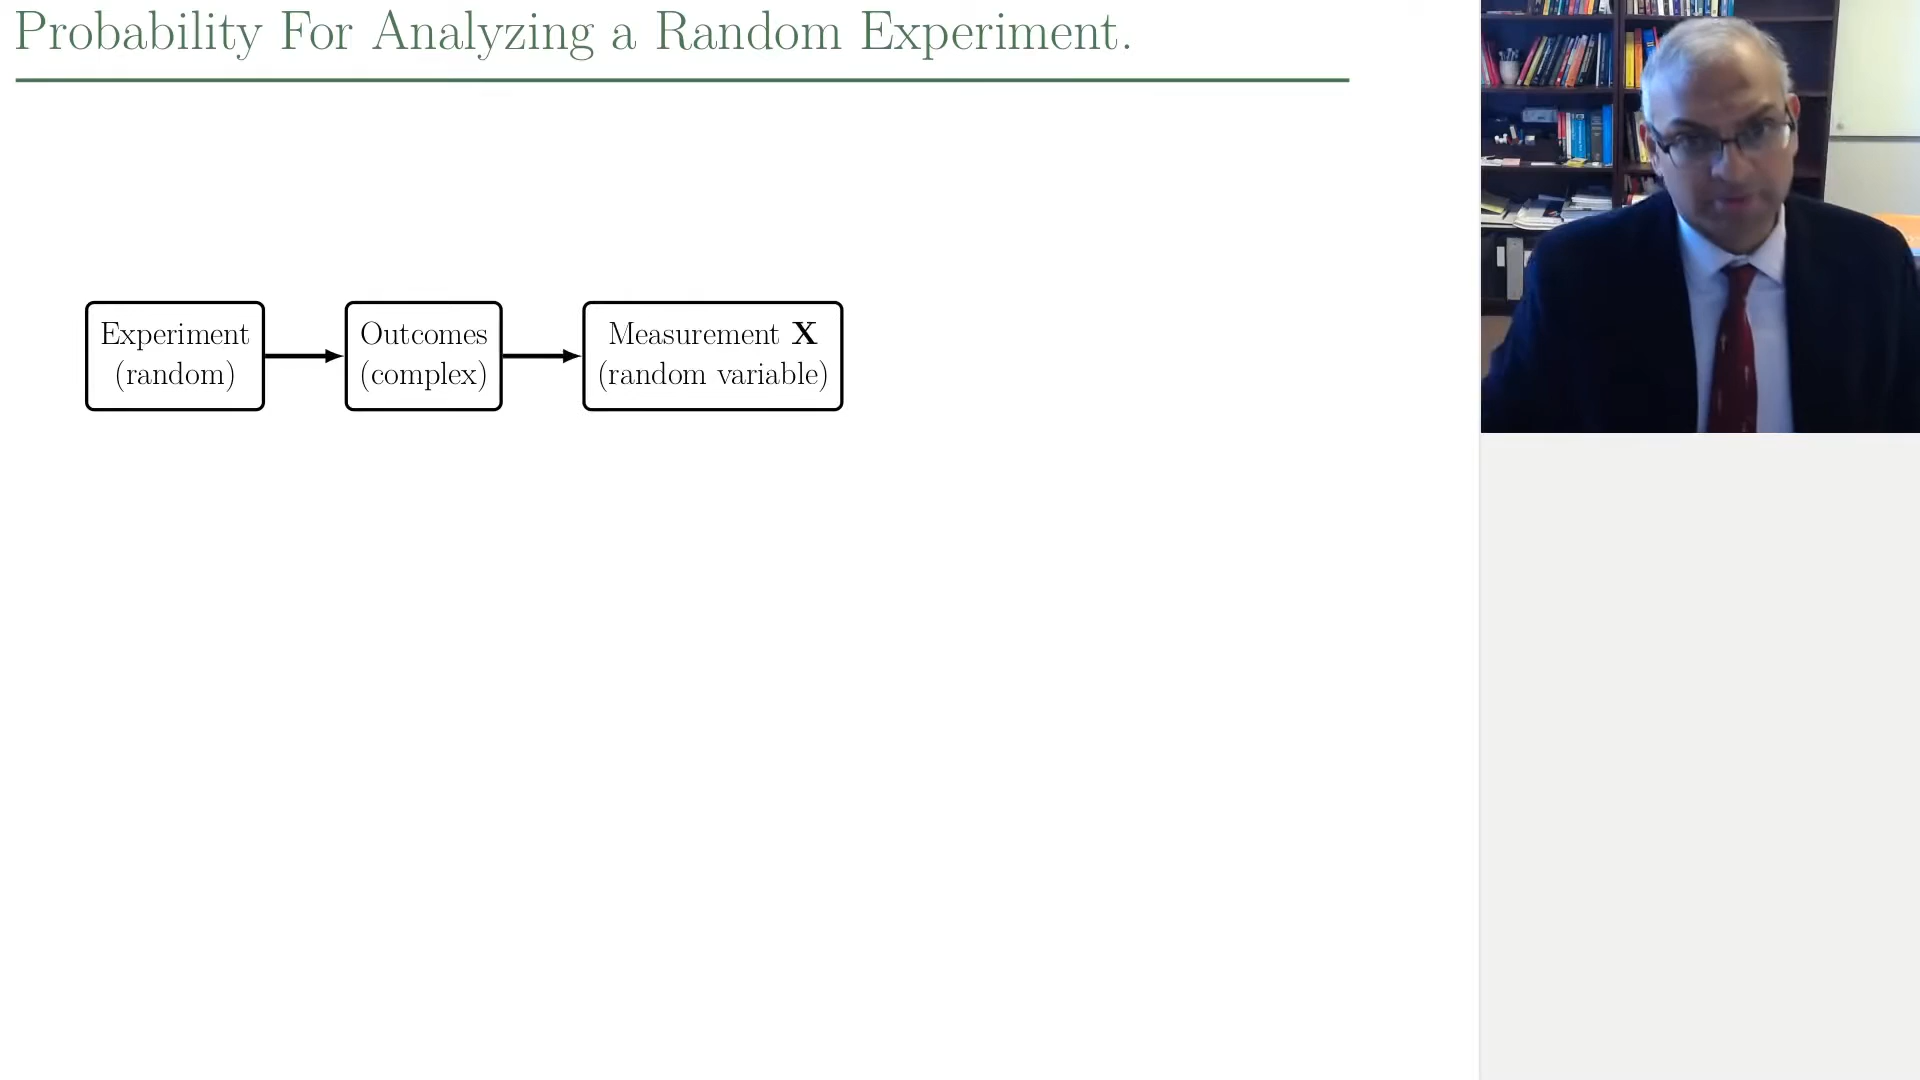 Probability For Analyzing a Random Experiment.
Experiment
(random)
Outcomes
(complex)
Measurement X
(random variable)